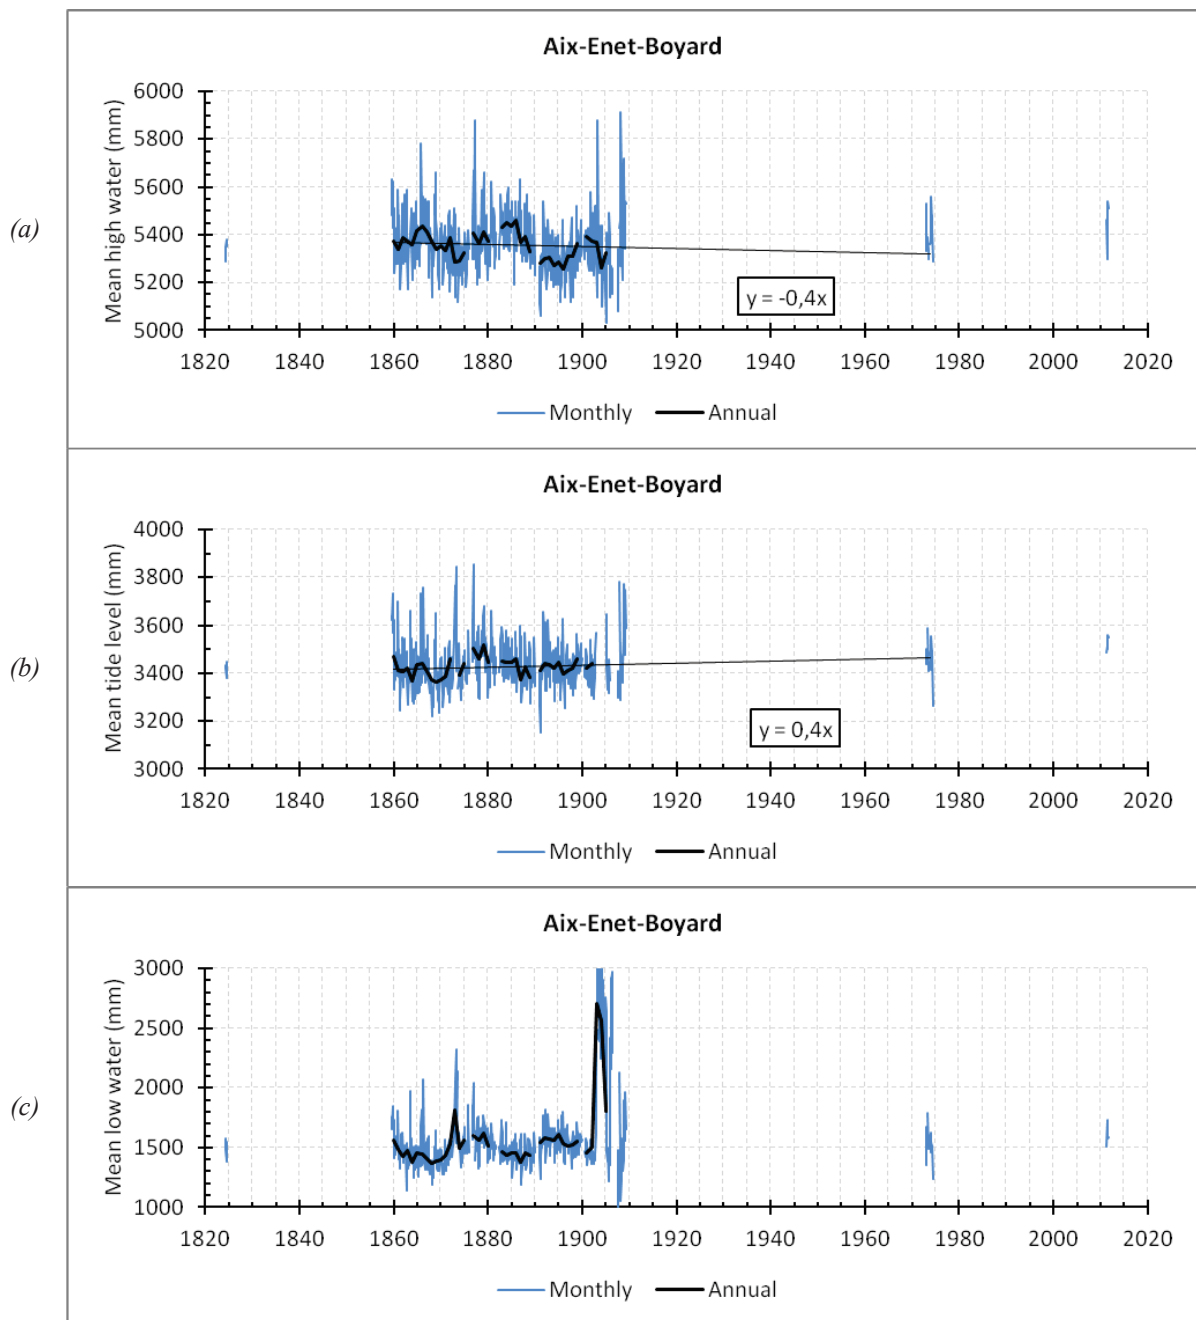 Aix-Enet-Boyard
(a)
Mean high water (mm)
6000
5800
5600
5400
5200
5000
y = -0,4x
1820 1840 1860 1880 1900 1920 1940 1960 1980 2000 2020
Monthly Annual
Aix-Enet-Boyard
(b)
Mean tide level (mm)
4000
3800
3600
3400
3200
3000
y = 0,4x
1820 1840 1860 1880 1900 1920 1940 1960 1980 2000 2020
Monthly Annual
Aix-Enet-Boyard
(c)
Mean low water (mm)
3000
2500
2000
1500
1000
1820 1840 1860 1880 1900 1920 1940 1960 1980 2000 2020
Monthly Annual